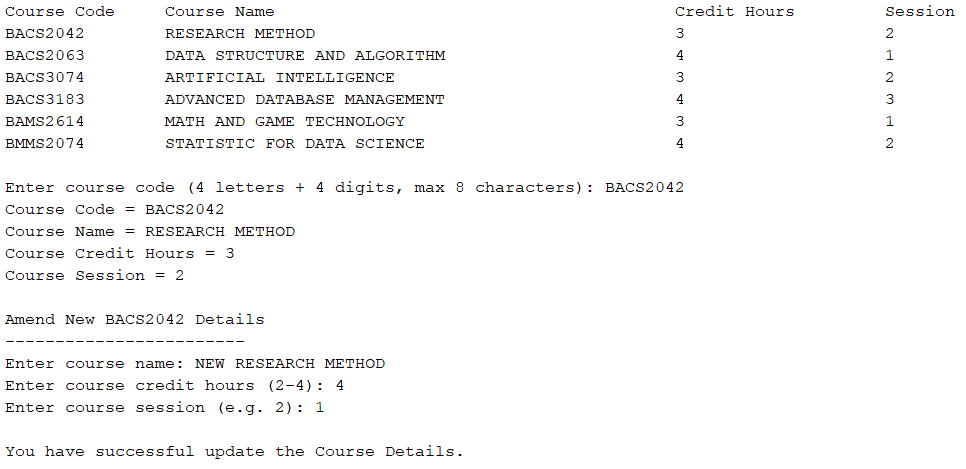 Course Code     Course Name                                        Credit Hours         Session
BACS2042        RESEARCH METHOD                                    3                    2
BACS2063        DATA STRUCTURE AND ALGORITHM                       4                    1
BACS3074        ARTIFICIAL INTELLIGENCE                            3                    2
BACS3183        ADVANCED DATABASE MANAGEMENT                       4                    3
BAMS2614        MATH AND GAME TECHNOLOGY                           3                    1
BMMS2074        STATISTIC FOR DATA SCIENCE                         4                    2
Enter course code (4 letters + 4 digits, max 8 characters): BACS2042
Course Code = BACS2042
Course Name = RESEARCH METHOD
Course Credit Hours = 3
Course Session = 2
Amend New BACS2042 Details
------------------------
Enter course name: NEW RESEARCH METHOD
Enter course credit hours (2-4): 4
Enter course session (e.g. 2): 1
You have successful update the Course Details.